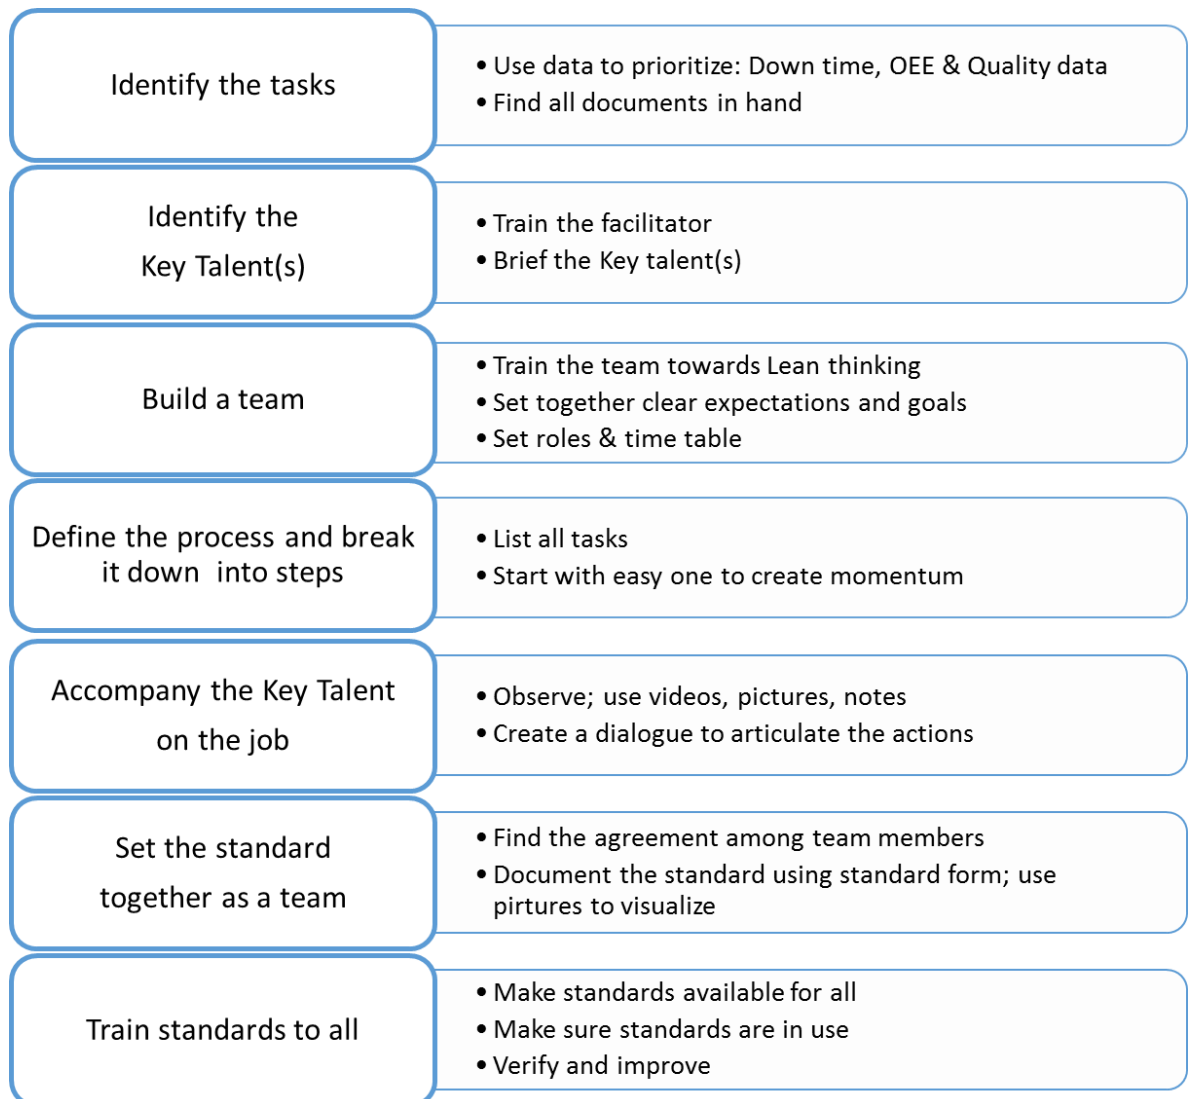 Identify the tasks
• Use data to prioritize: Down time, OEE & Quality data
• Find all documents in hand
Identify the
Key Talent(s)
• Train the facilitator
• Brief the Key talent(s)
Build a team
• Train the team towards Lean thinking
• Set together clear expectations and goals
• Set roles & time table
Define the process and break
it down  into steps
• List all tasks
• Start with easy one to create momentum
Accompany the Key Talent
on the job
• Observe; use videos, pictures, notes
• Create a dialogue to articulate the actions
Set the standard
together as a team
• Find the agreement among team members
• Document the standard using standard form; use
pirtures to visualize
Train standards to all
• Make standards available for all
• Make sure standards are in use
• Verify and improve